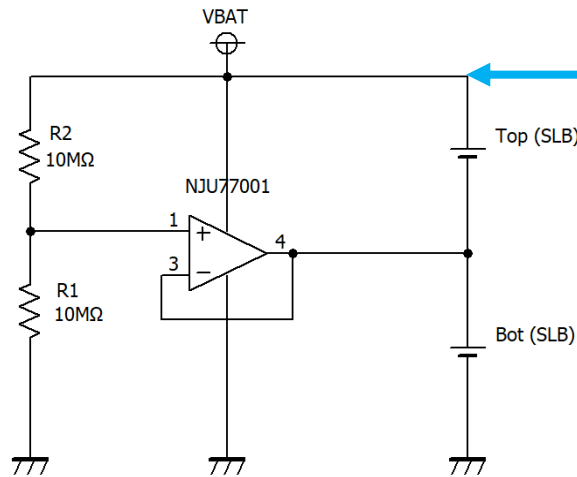 VBAT
R2
10MΩ
Top (SLB)
NJU77001
1
+
4
3
−
R1
10MΩ
Bot (SLB)